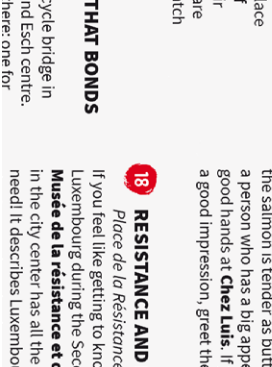 lace
f
ir
are
atch
THAT BONDS
ycle bridge in
nd Esch centre.
here: one for
the salmon is tender as butt
a person who has a big appe
good hands at Chez Luis. If
a good impression, greet the
18 RESISTANCE AND
Place de la Résistance
If you feel like getting to kno
Luxembourg during the Seco
Musée de la résistance et d
in the city center has all the
need! It describes Luxembou